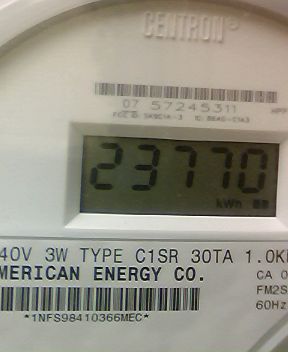 CENTRON®
07 57245311
23770
kWh
40V 3W TYPE C1SR 30TA 1.0K
MERICAN ENERGY CO.
CA 0
FM2S
60Hz
*1NFS98410366MEC*